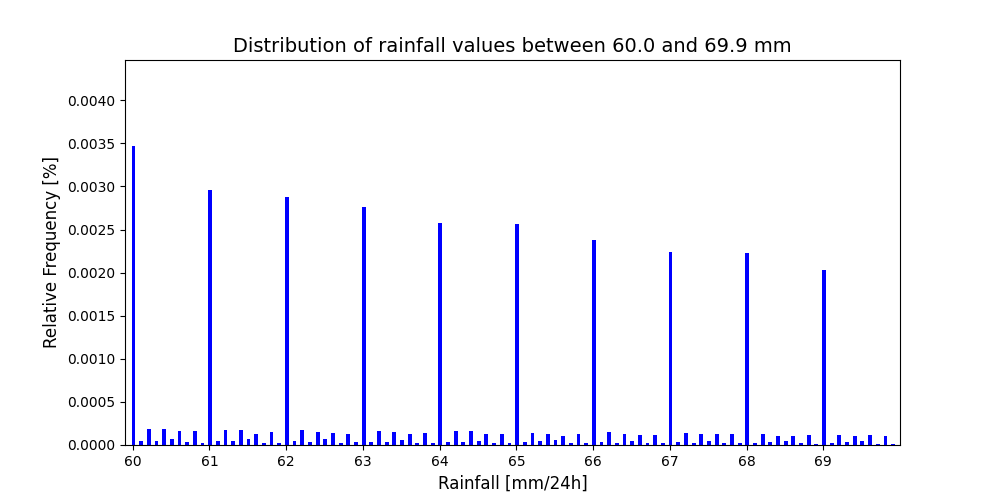 Distribution of rainfall values between 60.0 and 69.9 mm
Relative Frequency [%]
0.0040
0.0035
0.0030
0.0025
0.0020
0.0015
0.0010
0.0005
0.0000
60 61 62 63 64 65 66 67 68 69
Rainfall [mm/24h]